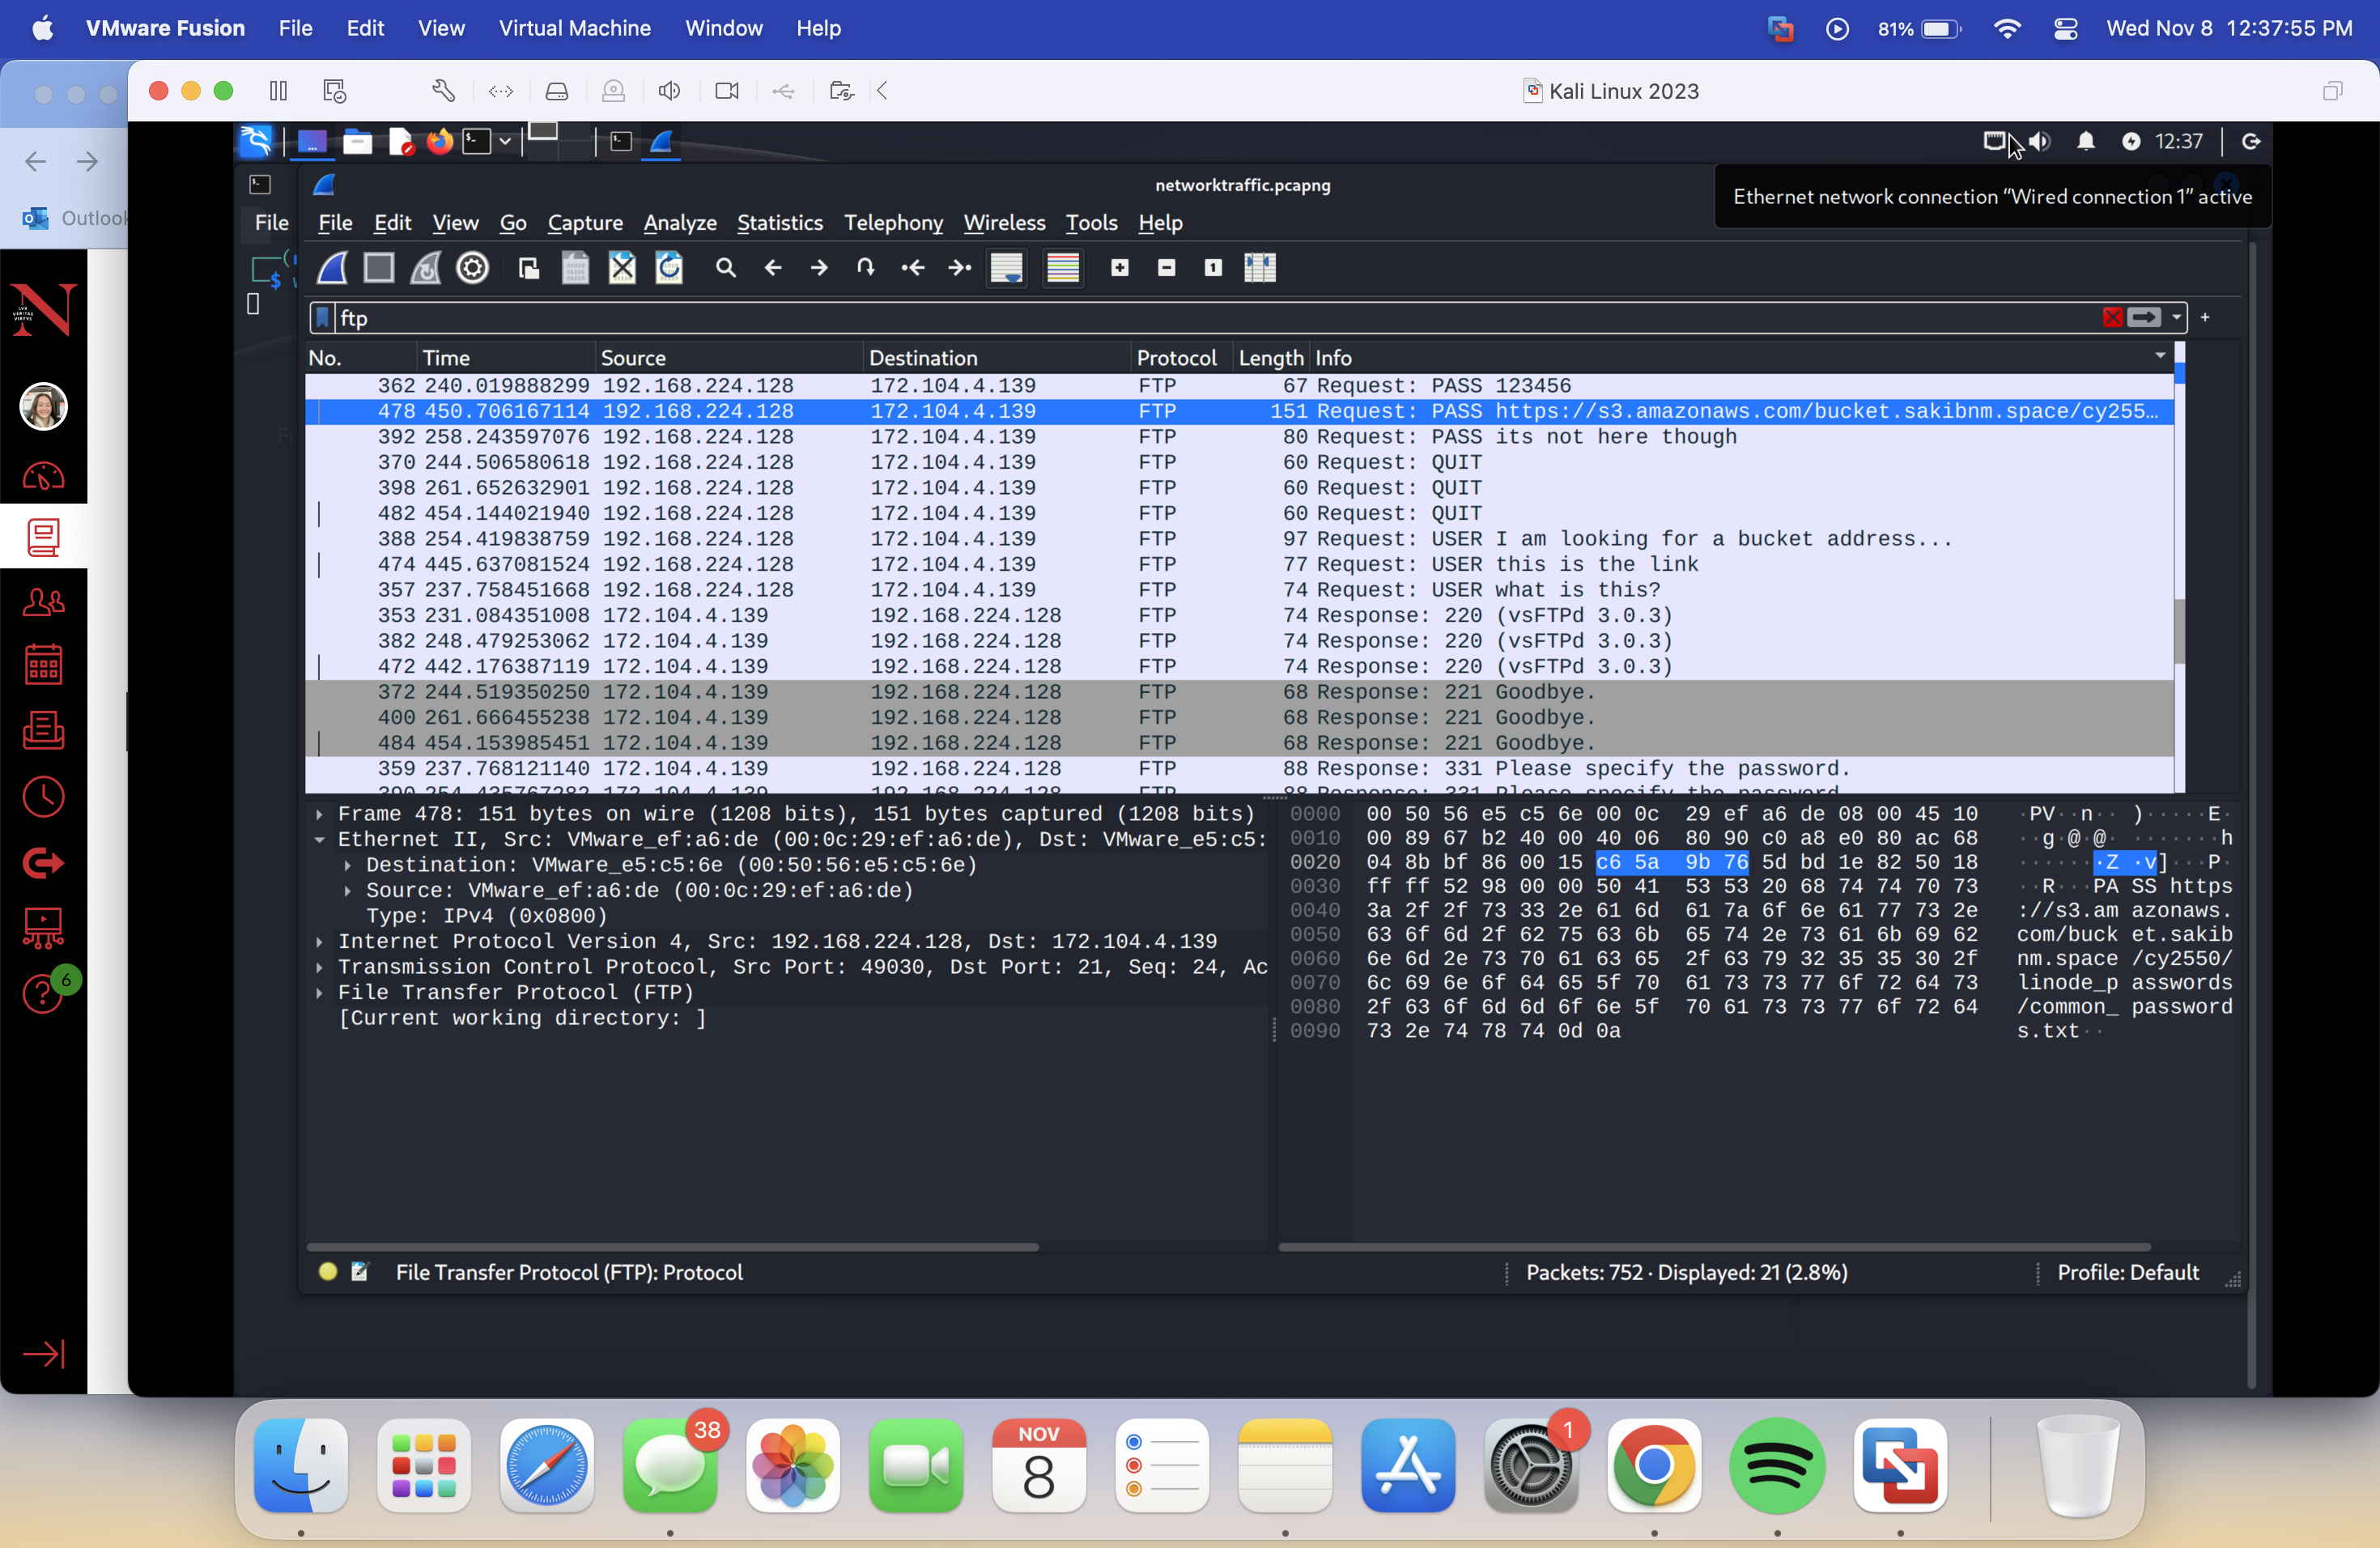 VMware Fusion File Edit View Virtual Machine Window Help 81% Wed Nov 8 12:37:55 PM
Kali Linux 2023
12:37
Outlook
networktraffic.pcapng
Ethernet network connection “Wired connection 1” active
File
File Edit View Go Capture Analyze Statistics Telephony Wireless Tools Help
ftp
No. Time Source Destination Protocol Length Info
362 240.019888299 192.168.224.128 172.104.4.139 FTP 67 Request: PASS 123456
478 450.706167114 192.168.224.128 172.104.4.139 FTP 151 Request: PASS https://s3.amazonaws.com/bucket.sakibnm.space/cy255…
392 258.243597076 192.168.224.128 172.104.4.139 FTP 80 Request: PASS its not here though
370 244.506580618 192.168.224.128 172.104.4.139 FTP 60 Request: QUIT
398 261.652632901 192.168.224.128 172.104.4.139 FTP 60 Request: QUIT
482 454.144021940 192.168.224.128 172.104.4.139 FTP 60 Request: QUIT
388 254.419838759 192.168.224.128 172.104.4.139 FTP 97 Request: USER I am looking for a bucket address...
474 445.637081524 192.168.224.128 172.104.4.139 FTP 77 Request: USER this is the link
357 237.758451668 192.168.224.128 172.104.4.139 FTP 74 Request: USER what is this?
353 231.084351008 172.104.4.139 192.168.224.128 FTP 74 Response: 220 (vsFTPd 3.0.3)
382 248.479253062 172.104.4.139 192.168.224.128 FTP 74 Response: 220 (vsFTPd 3.0.3)
472 442.176387119 172.104.4.139 192.168.224.128 FTP 74 Response: 220 (vsFTPd 3.0.3)
372 244.519350250 172.104.4.139 192.168.224.128 FTP 68 Response: 221 Goodbye.
400 261.666455238 172.104.4.139 192.168.224.128 FTP 68 Response: 221 Goodbye.
484 454.153985451 172.104.4.139 192.168.224.128 FTP 68 Response: 221 Goodbye.
359 237.768121140 172.104.4.139 192.168.224.128 FTP 88 Response: 331 Please specify the password.
Frame 478: 151 bytes on wire (1208 bits), 151 bytes captured (1208 bits)
Ethernet II, Src: VMware_ef:a6:de (00:0c:29:ef:a6:de), Dst: VMware_e5:c5:
Destination: VMware_e5:c5:6e (00:50:56:e5:c5:6e)
Source: VMware_ef:a6:de (00:0c:29:ef:a6:de)
Type: IPv4 (0x0800)
Internet Protocol Version 4, Src: 192.168.224.128, Dst: 172.104.4.139
Transmission Control Protocol, Src Port: 49030, Dst Port: 21, Seq: 24, Ac
File Transfer Protocol (FTP)
[Current working directory: ]
0000 00 50 56 e5 c5 6e 00 0c 29 ef a6 de 08 00 45 10 ·PV··n·· )·····E·
0010 00 89 67 b2 40 00 40 06 80 90 c0 a8 e0 80 ac 68 ··g·@·@· ·······h
0020 04 8b bf 86 00 15 c6 5a 9b 76 5d bd 1e 82 50 18 ·······Z ·v]···P·
0030 ff ff 52 98 00 00 50 41 53 53 20 68 74 74 70 73 ··R···PA SS https
0040 3a 2f 2f 73 33 2e 61 6d 61 7a 6f 6e 61 77 73 2e ://s3.am azonaws.
0050 63 6f 6d 2f 62 75 63 6b 65 74 2e 73 61 6b 69 62 com/buck et.sakib
0060 6e 6d 2e 73 70 61 63 65 2f 63 79 32 35 35 30 2f nm.space /cy2550/
0070 6c 69 6e 6f 64 65 5f 70 61 73 73 77 6f 72 64 73 linode_p asswords
0080 2f 63 6f 6d 6d 6f 6e 5f 70 61 73 73 77 6f 72 64 /common_ password
0090 73 2e 74 78 74 0d 0a s.txt··
6
File Transfer Protocol (FTP): Protocol Packets: 752 · Displayed: 21 (2.8%) Profile: Default
38
NOV
8
1